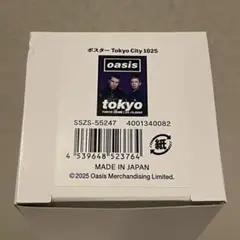 ポスター Tokyo City 1025
oasis
tokyo
SSZS-55247 4001340082
4 539648 523764
紙
MADE IN JAPAN
©2025 Oasis Merchandising Limited.